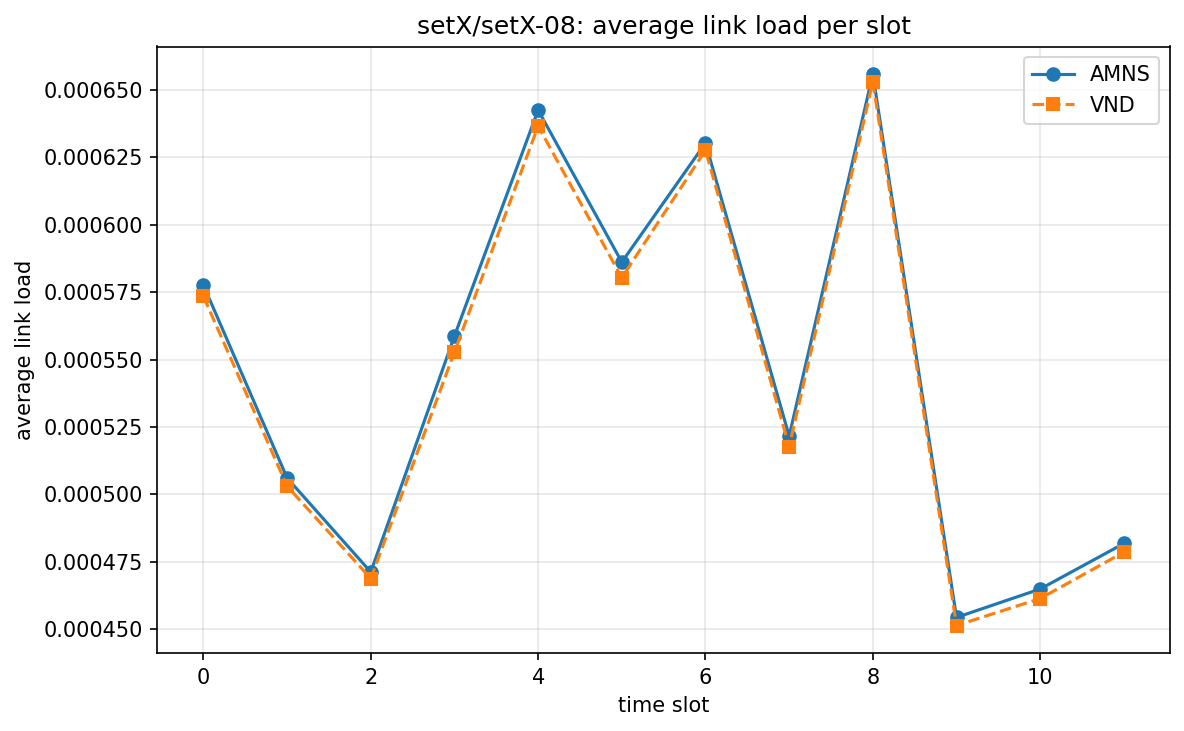 setX/setX-08: average link load per slot
AMNS
VND
average link load
0.000650
0.000625
0.000600
0.000575
0.000550
0.000525
0.000500
0.000475
0.000450
0 2 4 6 8 10
time slot